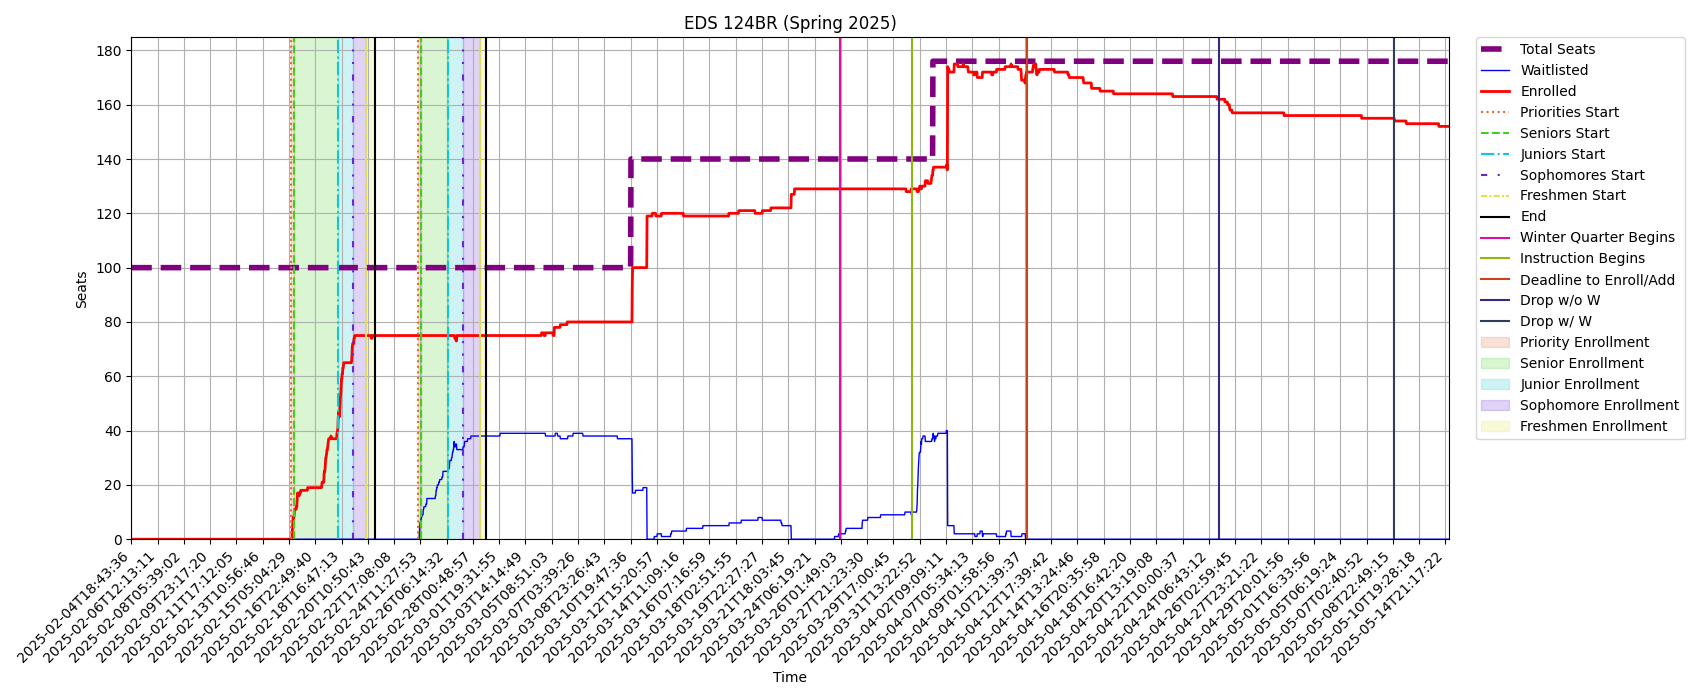 EDS 124BR (Spring 2025)
Seats
180
160
140
120
100
80
60
40
20
0
2025-02-04T18:43:36
2025-02-06T12:13:11
2025-02-08T05:39:02
2025-02-09T23:17:20
2025-02-11T17:12:05
2025-02-13T10:56:46
2025-02-15T05:04:29
2025-02-16T22:49:40
2025-02-18T16:47:13
2025-02-20T10:50:43
2025-02-22T17:08:08
2025-02-24T11:27:53
2025-02-26T06:14:32
2025-02-28T00:48:57
2025-03-01T19:31:55
2025-03-03T14:14:49
2025-03-05T08:51:03
2025-03-07T03:39:26
2025-03-08T23:26:43
2025-03-10T19:47:36
2025-03-12T15:20:57
2025-03-14T11:09:16
2025-03-16T07:16:59
2025-03-18T02:51:55
2025-03-19T22:27:27
2025-03-21T18:03:45
2025-03-24T06:19:21
2025-03-26T01:49:03
2025-03-27T21:23:30
2025-03-29T17:00:45
2025-03-31T13:22:52
2025-04-02T09:09:11
2025-04-07T05:34:13
2025-04-09T01:58:56
2025-04-10T21:39:37
2025-04-12T17:39:42
2025-04-14T13:24:46
2025-04-16T20:35:58
2025-04-18T16:42:20
2025-04-20T13:19:08
2025-04-22T10:00:37
2025-04-24T06:43:12
2025-04-26T02:59:45
2025-04-27T23:21:22
2025-04-29T20:01:56
2025-05-01T16:33:56
2025-05-05T06:19:24
2025-05-07T02:40:52
2025-05-08T22:49:15
2025-05-10T19:28:18
2025-05-14T21:17:22
Time
Total Seats
Waitlisted
Enrolled
Priorities Start
Seniors Start
Juniors Start
Sophomores Start
Freshmen Start
End
Winter Quarter Begins
Instruction Begins
Deadline to Enroll/Add
Drop w/o W
Drop w/ W
Priority Enrollment
Senior Enrollment
Junior Enrollment
Sophomore Enrollment
Freshmen Enrollment